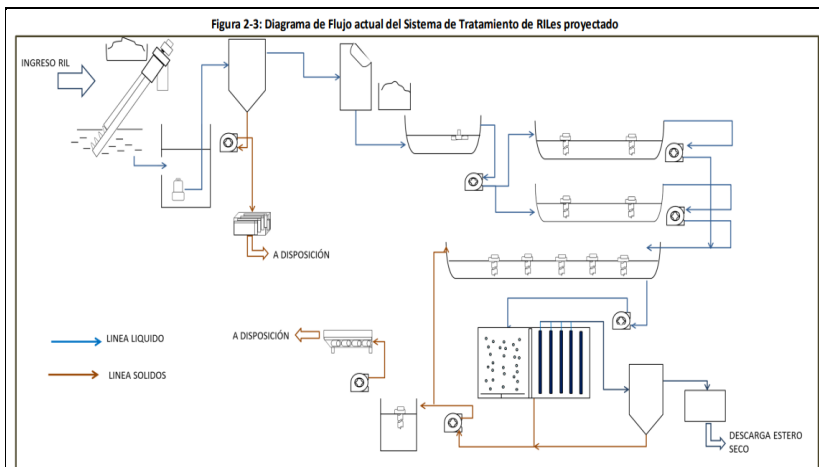 Figura 2-3: Diagrama de Flujo actual del Sistema de Tratamiento de RILes proyectado
INGRESO RIL
A DISPOSICIÓN
LINEA LIQUIDO
A DISPOSICIÓN
LINEA SOLIDOS
DESCARGA ESTERO
SECO